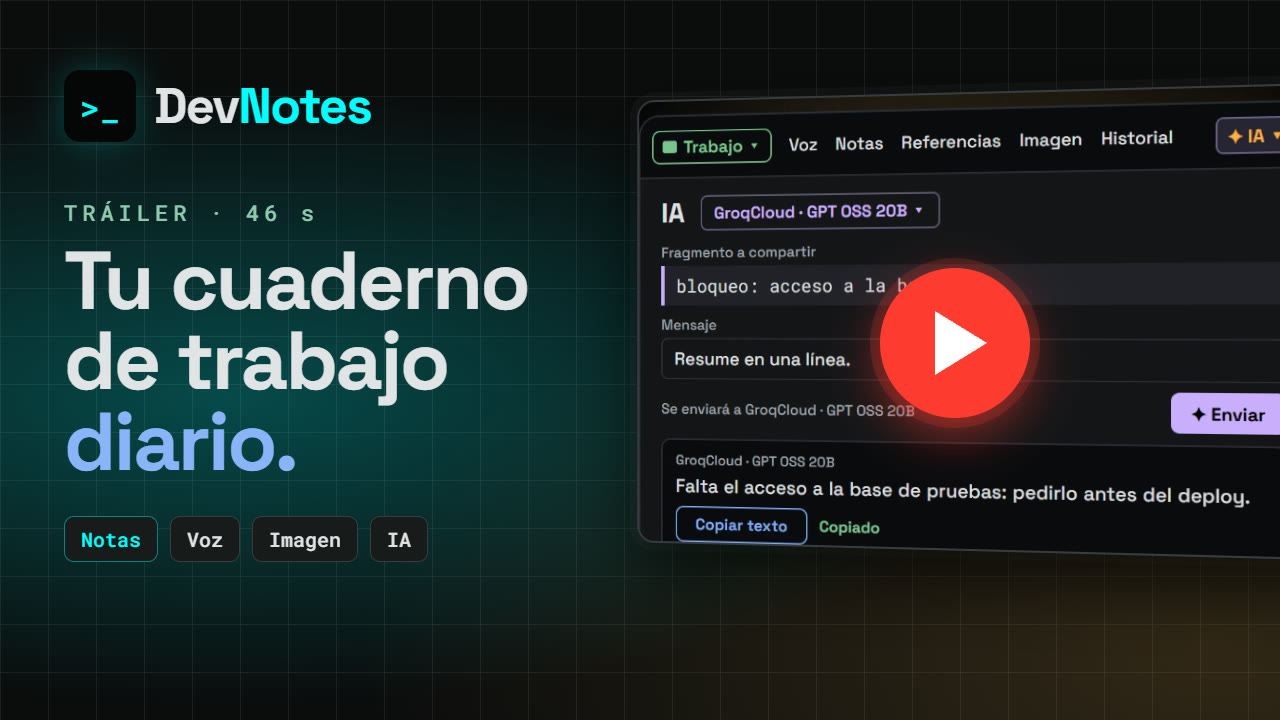 >_ DevNotes
TRÁILER · 46 s
Tu cuaderno
de trabajo
diario.
Notas Voz Imagen IA
Trabajo Voz Notas Referencias Imagen Historial ✦ IA
IA GroqCloud · GPT OSS 20B
Fragmento a compartir
bloqueo: acceso a la
Mensaje
Resume en una línea.
Se enviará a GroqCloud · GPT OSS 20B
✦ Enviar
GroqCloud · GPT OSS 20B
Falta el acceso a la base de pruebas: pedirlo antes del deploy.
Copiar texto Copiado